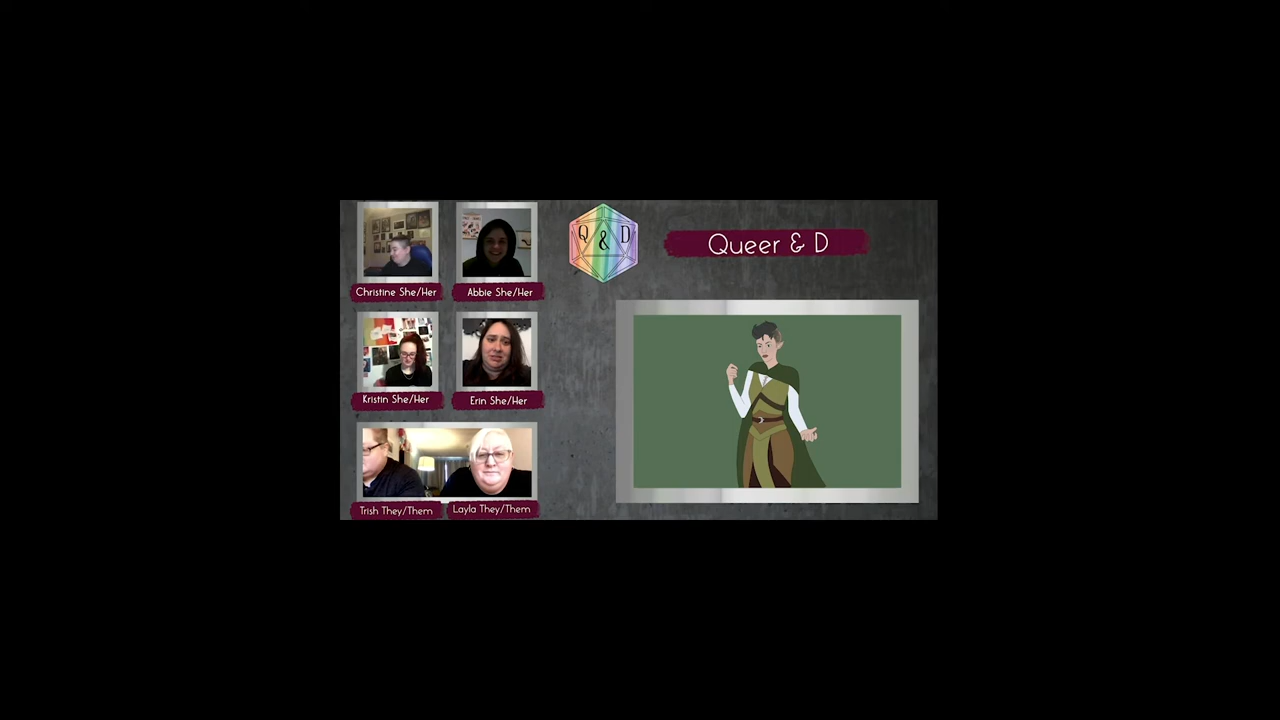 Q & D
Queer & D
Christine She/Her
Abbie She/Her
Kristin She/Her
Erin She/Her
Trish They/Them
Layla They/Them